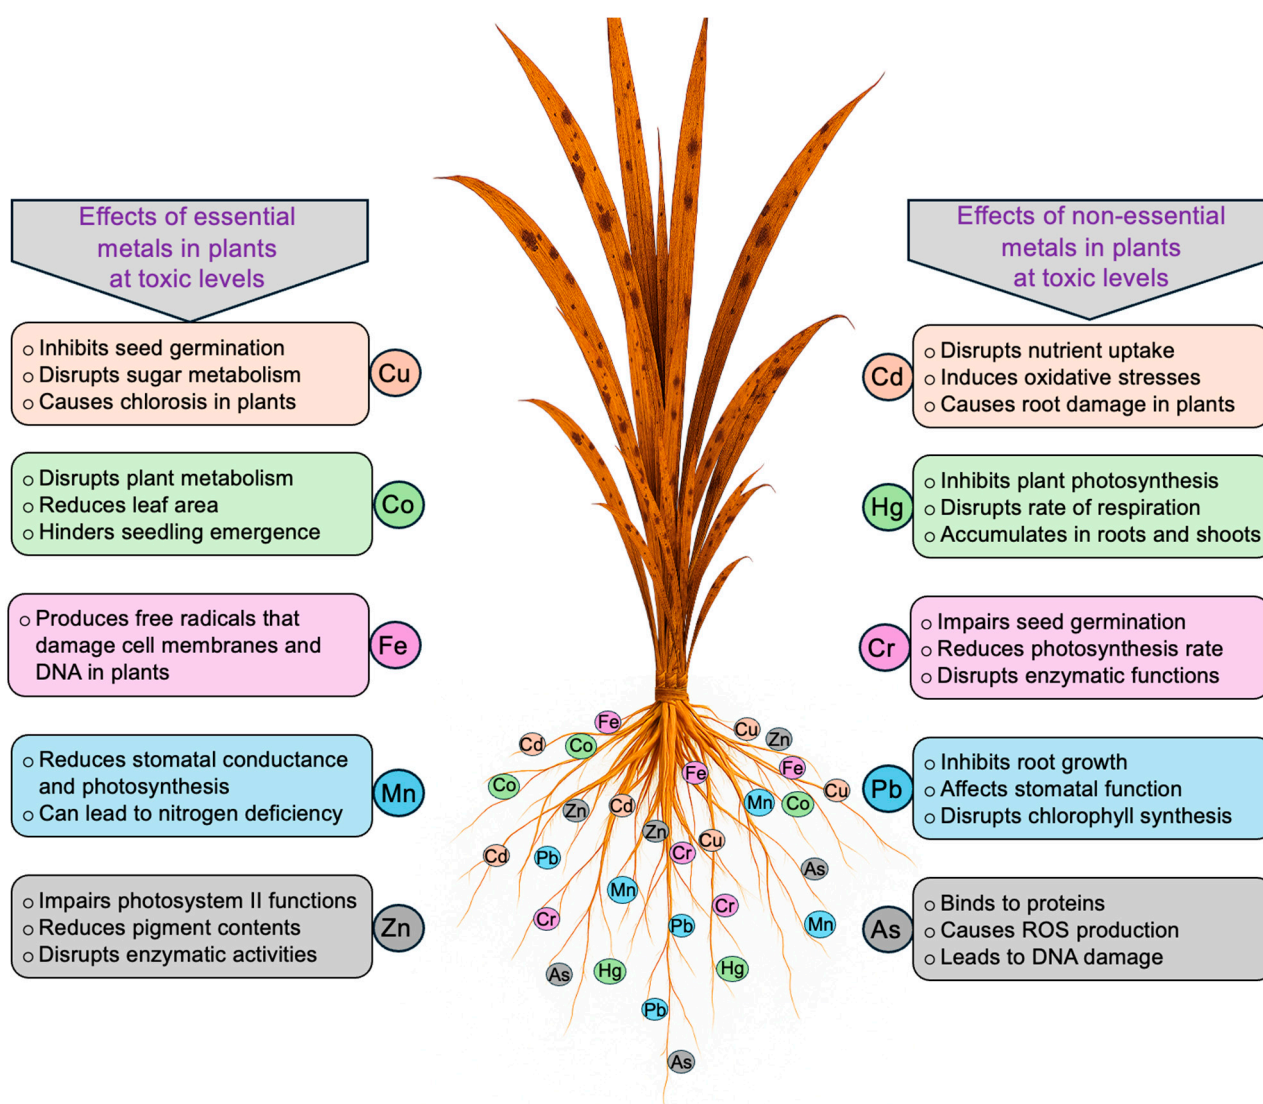 Effects of essential
metals in plants
at toxic levels
○ Inhibits seed germination
○ Disrupts sugar metabolism
○ Causes chlorosis in plants
Cu
○ Disrupts plant metabolism
○ Reduces leaf area
○ Hinders seedling emergence
Co
○ Produces free radicals that
damage cell membranes and
DNA in plants
Fe
○ Reduces stomatal conductance
and photosynthesis
○ Can lead to nitrogen deficiency
Mn
○ Impairs photosystem II functions
○ Reduces pigment contents
○ Disrupts enzymatic activities
Zn
Effects of non-essential
metals in plants
at toxic levels
Cd
○ Disrupts nutrient uptake
○ Induces oxidative stresses
○ Causes root damage in plants
Hg
○ Inhibits plant photosynthesis
○ Disrupts rate of respiration
○ Accumulates in roots and shoots
Cr
○ Impairs seed germination
○ Reduces photosynthesis rate
○ Disrupts enzymatic functions
Pb
○ Inhibits root growth
○ Affects stomatal function
○ Disrupts chlorophyll synthesis
As
○ Binds to proteins
○ Causes ROS production
○ Leads to DNA damage
Fe
Cu
Zn
Cd
Co
Fe
Fe
Co
Cu
Zn
Cd
Mn
Co
Zn
Cu
Cd
Pb
Cr
As
Mn
Cr
Cr
Pb
Mn
As
Hg
Hg
Pb
As